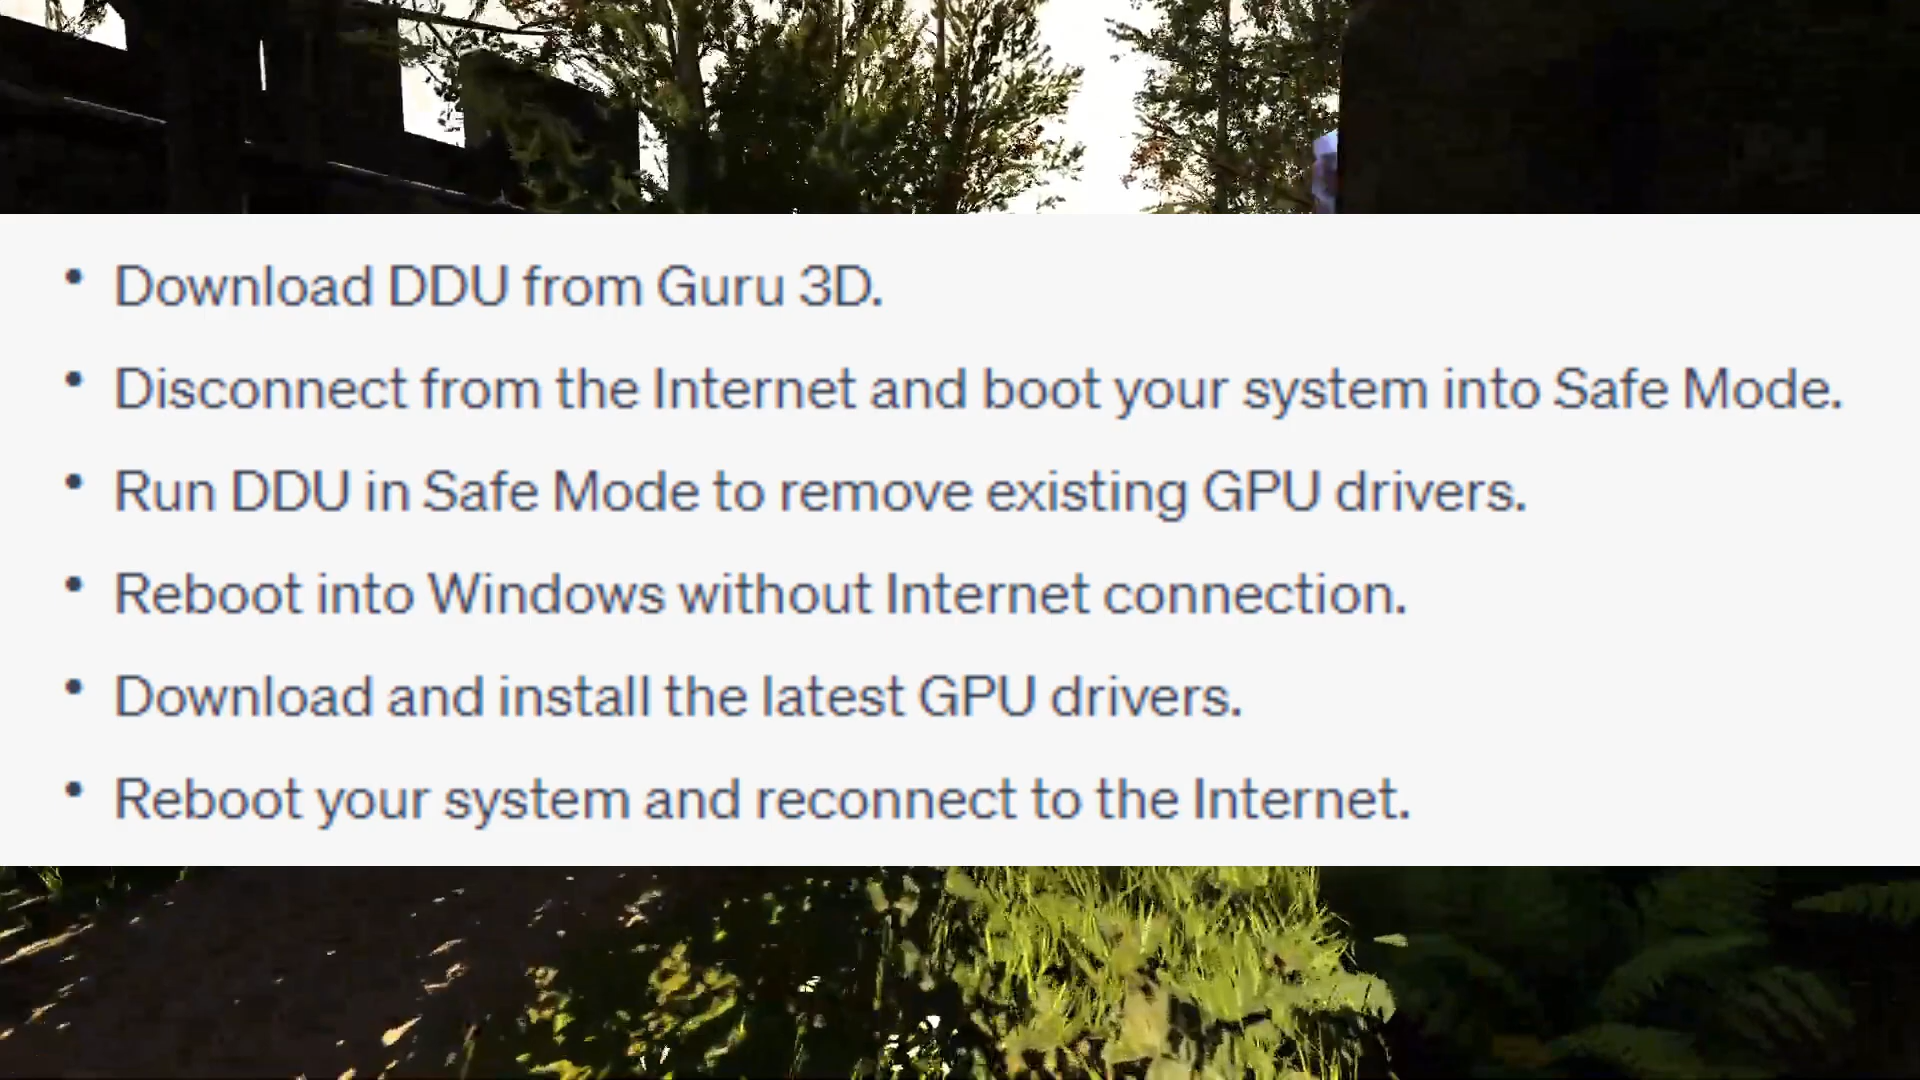 • Download DDU from Guru 3D.
• Disconnect from the Internet and boot your system into Safe Mode.
• Run DDU in Safe Mode to remove existing GPU drivers.
• Reboot into Windows without Internet connection.
• Download and install the latest GPU drivers.
• Reboot your system and reconnect to the Internet.